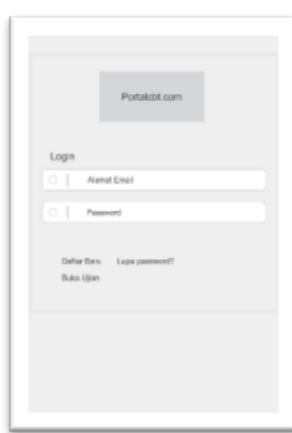 Portalcbt.com
Login
Alamat Email
Password
Daftar Baru Lupa password?
Buka Ujian